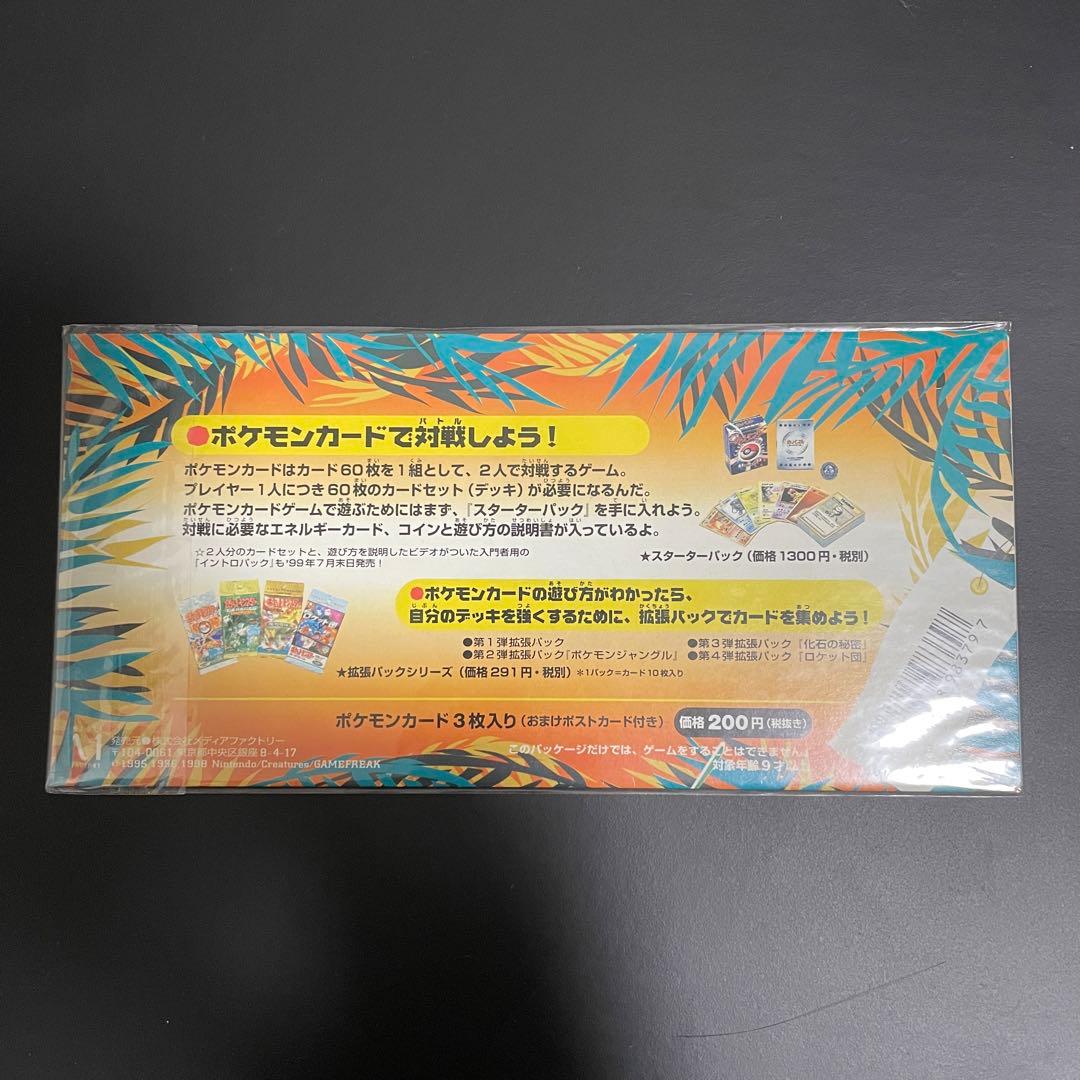 ●ポケモンカードで対戦しよう!
バトル
ポケモンカードはカード60枚を1組として、2人で対戦するゲーム。
プレイヤー1人につき60枚のカードセット(デッキ)が必要になるんだ。
ポケモンカードゲームで遊ぶためにはまず、『スターターパック』を手に入れよう。
対戦に必要なエネルギーカード、コインと遊び方の説明書が入っているよ。
☆2人分のカードセットと、遊び方を説明したビデオがついた入門者用の
『イントロパック』も'99年7月末日発売!
★スターターパック(価格1300円・税別)
●ポケモンカードの遊び方がわかったら、
自分のデッキを強くするために、拡張パックでカードを集めよう!
●第1弾拡張パック
●第2弾拡張パック『ポケモンジャングル』
●第3弾拡張パック『化石の秘密』
●第4弾拡張パック『ロケット団』
★拡張パックシリーズ(価格291円・税別)*1パック=カード10枚入り
ポケモンカード3枚入り(おまけポストカード付き) 価格200円(税抜き)
発売元●株式会社メディアファクトリー
〒104-0061 東京都中央区銀座8-4-17
©1995 1996 1998 Nintendo/Creatures/GAMEFREAK
このパッケージだけでは、ゲームをすることはできません。
対象年齢9才以上